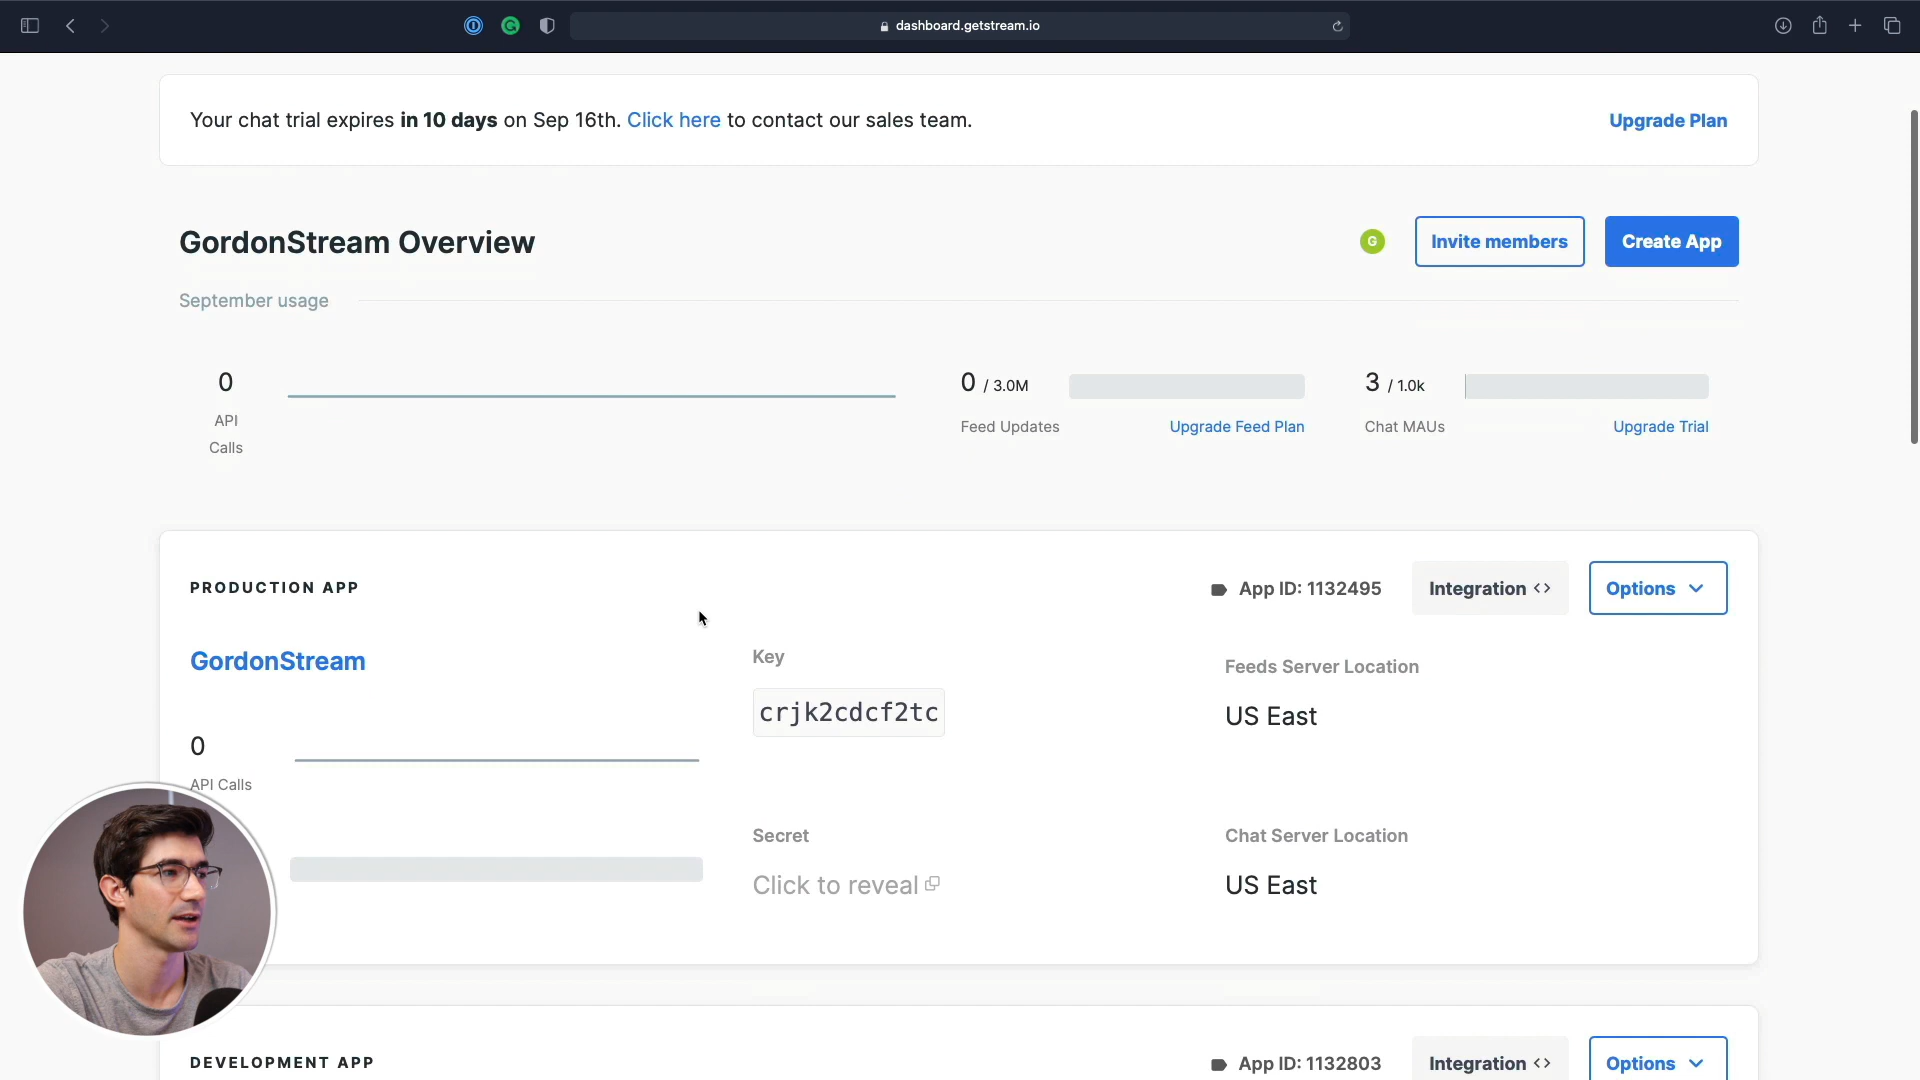 dashboard.getstream.io
Your chat trial expires in 10 days on Sep 16th. Click here to contact our sales team.
Upgrade Plan
GordonStream Overview
G
Invite members
Create App
September usage
0
API
Calls
0 / 3.0M
Feed Updates
Upgrade Feed Plan
3 / 1.0k
Chat MAUs
Upgrade Trial
PRODUCTION APP
App ID: 1132495
Integration <>
Options
GordonStream
0
API Calls
Key
crjk2cdcf2tc
Feeds Server Location
US East
Secret
Click to reveal
Chat Server Location
US East
DEVELOPMENT APP
App ID: 1132803
Integration <>
Options